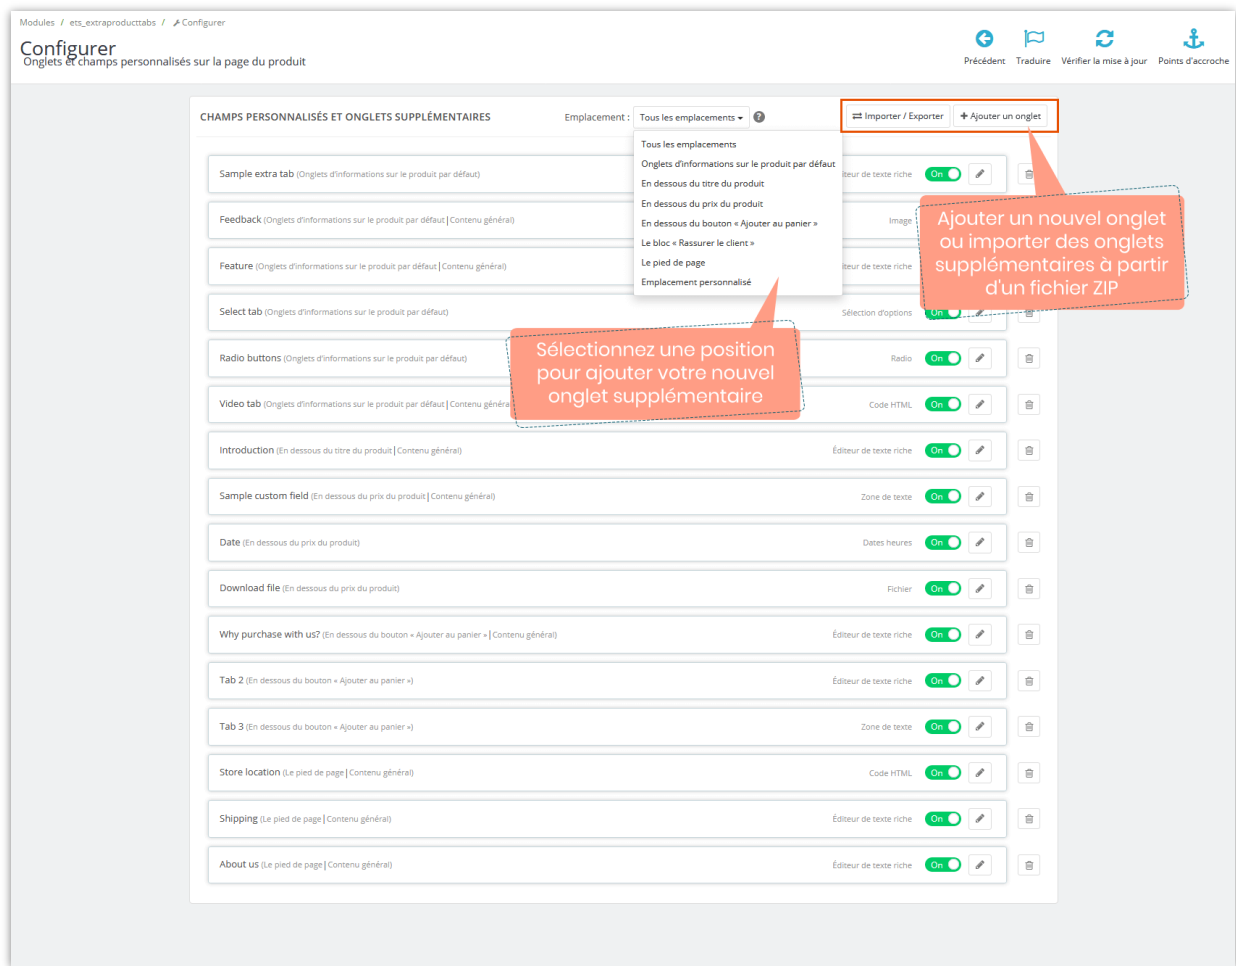 Modules / ets_extraproducttabs / Configurer
Configurer
Onglets et champs personnalisés sur la page du produit
Précédent Traduire Vérifier la mise à jour Points d'accroche
CHAMPS PERSONNALISÉS ET ONGLETS SUPPLÉMENTAIRES
Emplacement : Tous les emplacements
Importer / Exporter
Ajouter un onglet
Tous les emplacements
Onglets d'informations sur le produit par défaut
En dessous du titre du produit
En dessous du prix du produit
En dessous du bouton « Ajouter au panier »
Le bloc « Rassurer le client »
Le pied de page
Emplacement personnalisé
Ajouter un nouvel onglet
ou importer des onglets
supplémentaires à partir
d'un fichier ZIP
Sélectionnez une position
pour ajouter votre nouvel
onglet supplémentaire
Sample extra tab (Onglets d'informations sur le produit par défaut) de texte riche On
Feedback (Onglets d'informations sur le produit par défaut|Contenu général) Image
Feature (Onglets d'informations sur le produit par défaut|Contenu général) de texte riche
Select tab (Onglets d'informations sur le produit par défaut) Sélection d'options On
Radio buttons (Onglets d'informations sur le produit par défaut) Radio On
Video tab (Onglets d'informations sur le produit par défaut|Contenu généra Code HTML On
Introduction (En dessous du titre du produit|Contenu général) Éditeur de texte riche On
Sample custom field (En dessous du prix du produit|Contenu général) Zone de texte On
Date (En dessous du prix du produit) Dates heures On
Download file (En dessous du prix du produit) Fichier On
Why purchase with us? (En dessous du bouton « Ajouter au panier »|Contenu général) Éditeur de texte riche On
Tab 2 (En dessous du bouton « Ajouter au panier ») Éditeur de texte riche On
Tab 3 (En dessous du bouton « Ajouter au panier ») Zone de texte On
Store location (Le pied de page|Contenu général) Code HTML On
Shipping (Le pied de page|Contenu général) Éditeur de texte riche On
About us (Le pied de page|Contenu général) Éditeur de texte riche On